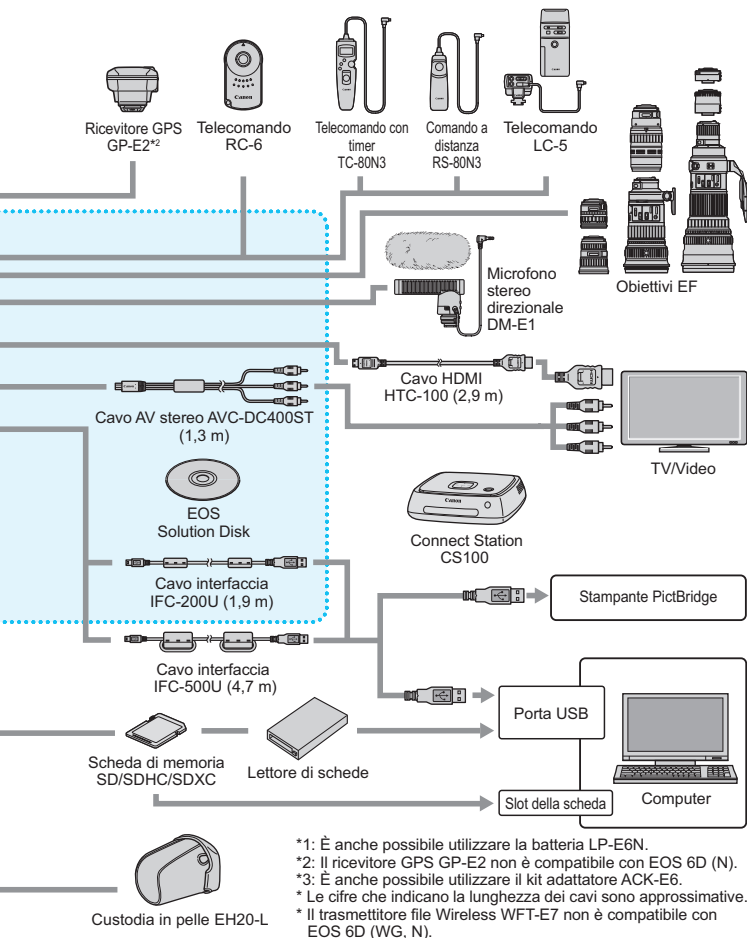 Ricevitore GPS
GP-E2*2
Canon
Telecomando
RC-6
Telecomando con
timer
TC-80N3
Comando a
distanza
RS-80N3
Telecomando
LC-5
Obiettivi EF
Microfono
stereo
direzionale
DM-E1
Cavo HDMI
HTC-100 (2,9 m)
Cavo AV stereo AVC-DC400ST
(1,3 m)
TV/Video
EOS
Solution Disk
Canon
Connect Station
CS100
Cavo interfaccia
IFC-200U (1,9 m)
Stampante PictBridge
Cavo interfaccia
IFC-500U (4,7 m)
Porta USB
Scheda di memoria
SD/SDHC/SDXC
Lettore di schede
Slot della scheda
Computer
Custodia in pelle EH20-L
*1: È anche possibile utilizzare la batteria LP-E6N.
*2: Il ricevitore GPS GP-E2 non è compatibile con EOS 6D (N).
*3: È anche possibile utilizzare il kit adattatore ACK-E6.
* Le cifre che indicano la lunghezza dei cavi sono approssimative.
* Il trasmettitore file Wireless WFT-E7 non è compatibile con
EOS 6D (WG, N).